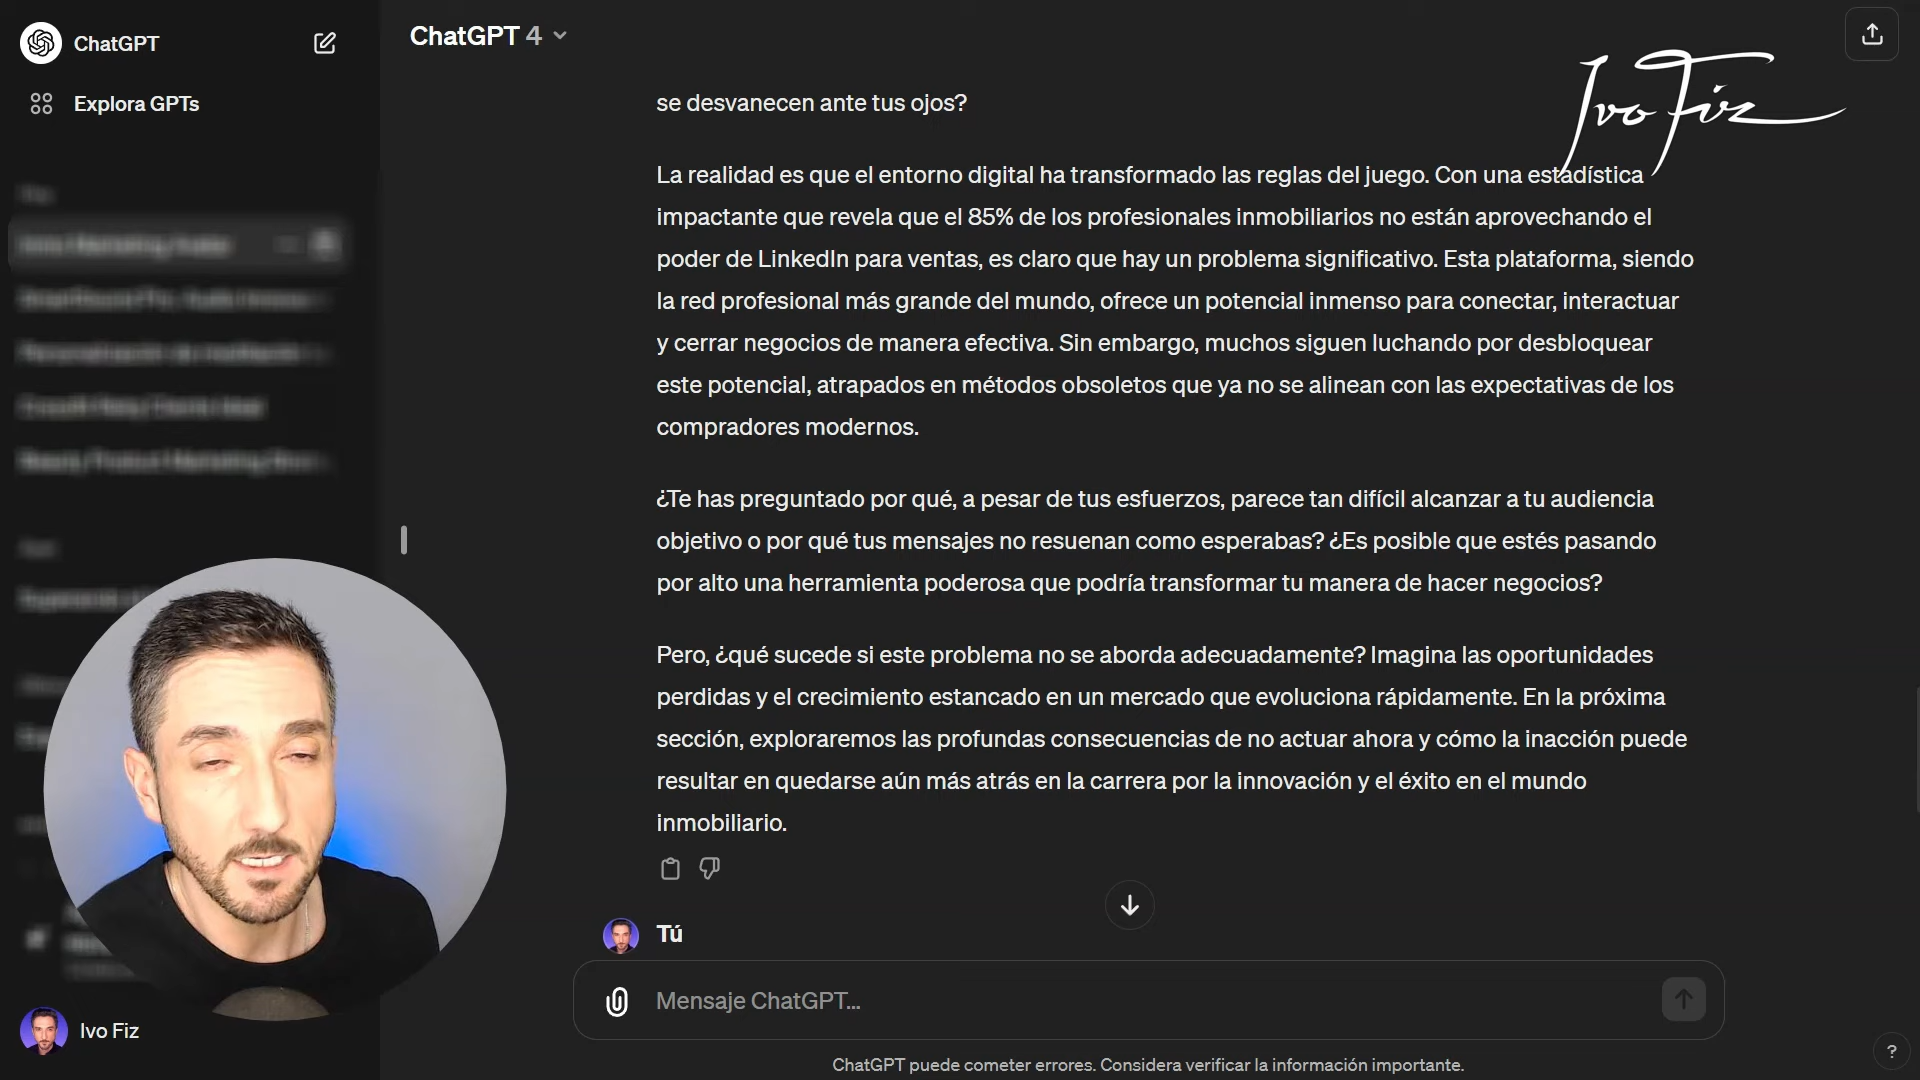 ChatGPT
ChatGPT 4
Explora GPTs
Ivo Fiz
se desvanecen ante tus ojos?
La realidad es que el entorno digital ha transformado las reglas del juego. Con una estadística
impactante que revela que el 85% de los profesionales inmobiliarios no están aprovechando el
poder de LinkedIn para ventas, es claro que hay un problema significativo. Esta plataforma, siendo
la red profesional más grande del mundo, ofrece un potencial inmenso para conectar, interactuar
y cerrar negocios de manera efectiva. Sin embargo, muchos siguen luchando por desbloquear
este potencial, atrapados en métodos obsoletos que ya no se alinean con las expectativas de los
compradores modernos.
¿Te has preguntado por qué, a pesar de tus esfuerzos, parece tan difícil alcanzar a tu audiencia
objetivo o por qué tus mensajes no resuenan como esperabas? ¿Es posible que estés pasando
por alto una herramienta poderosa que podría transformar tu manera de hacer negocios?
Pero, ¿qué sucede si este problema no se aborda adecuadamente? Imagina las oportunidades
perdidas y el crecimiento estancado en un mercado que evoluciona rápidamente. En la próxima
sección, exploraremos las profundas consecuencias de no actuar ahora y cómo la inacción puede
resultar en quedarse aún más atrás en la carrera por la innovación y el éxito en el mundo
inmobiliario.
Tú
Mensaje ChatGPT...
Ivo Fiz
ChatGPT puede cometer errores. Considera verificar la información importante.
?